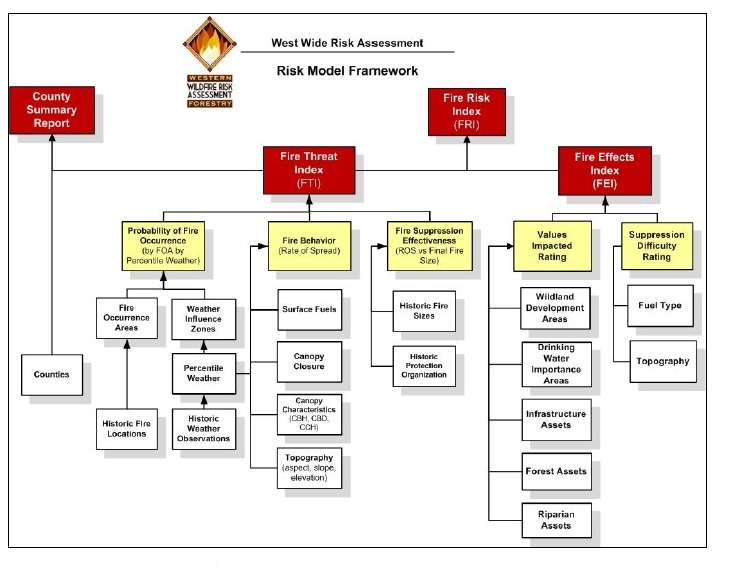 West Wide Risk Assessment
Risk Model Framework
WESTERN
WILDFIRE RISK
ASSESSMENT
FORESTRY
County
Summary
Report
Fire Risk
Index
(FRI)
Fire Threat
Index
(FTI)
Fire Effects
Index
(FEI)
Probability of Fire
Occurrence
(by FOA by
Percentile Weather)
Fire Behavior
(Rate of Spread)
Fire Suppression
Effectiveness
(ROS vs Final Fire
Size)
Values
Impacted
Rating
Suppression
Difficulty
Rating
Fire
Occurrence
Areas
Weather
Influence
Zones
Surface Fuels
Historic Fire
Sizes
Wildland
Development
Areas
Fuel Type
Counties
Percentile
Weather
Canopy
Closure
Historic
Protection
Organization
Drinking
Water
Importance
Areas
Topography
Historic Fire
Locations
Historic
Weather
Observations
Canopy
Characteristics
(CBH, CBD,
CCH)
Infrastructure
Assets
Topography
(aspect, slope,
elevation)
Forest Assets
Riparian
Assets